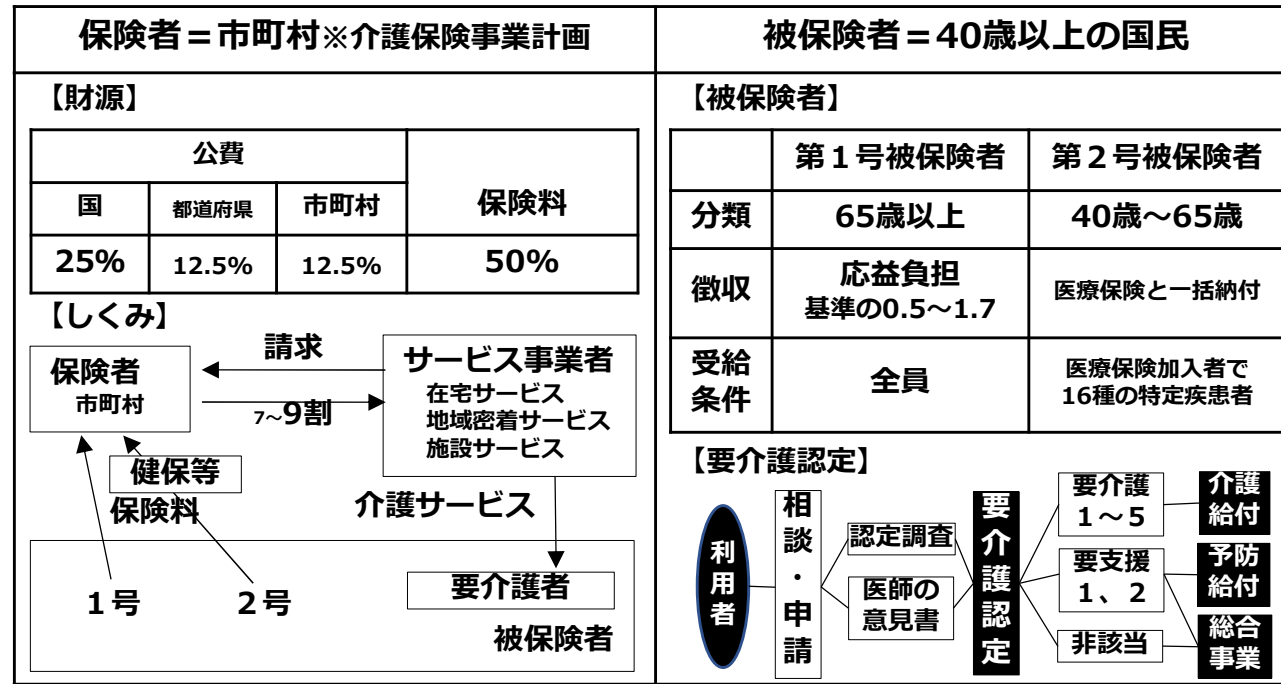 保険者＝市町村※介護保険事業計画
【財源】
公費
保険料
国
都道府県
市町村
25%
12.5%
12.5%
50%
【しくみ】
保険者
市町村
請求
7～9割
サービス事業者
在宅サービス
地域密着サービス
施設サービス
健保等
保険料
介護サービス
1号
2号
要介護者
被保険者
被保険者＝40歳以上の国民
【被保険者】
第１号被保険者
第２号被保険者
分類
65歳以上
40歳～65歳
徴収
応益負担
基準の0.5～1.7
医療保険と一括納付
受給
条件
全員
医療保険加入者で
16種の特定疾患者
【要介護認定】
利用者
相談・申請
認定調査
医師の
意見書
要介護認定
要介護
1～5
要支援
1、2
非該当
介護
給付
予防
給付
総合
事業